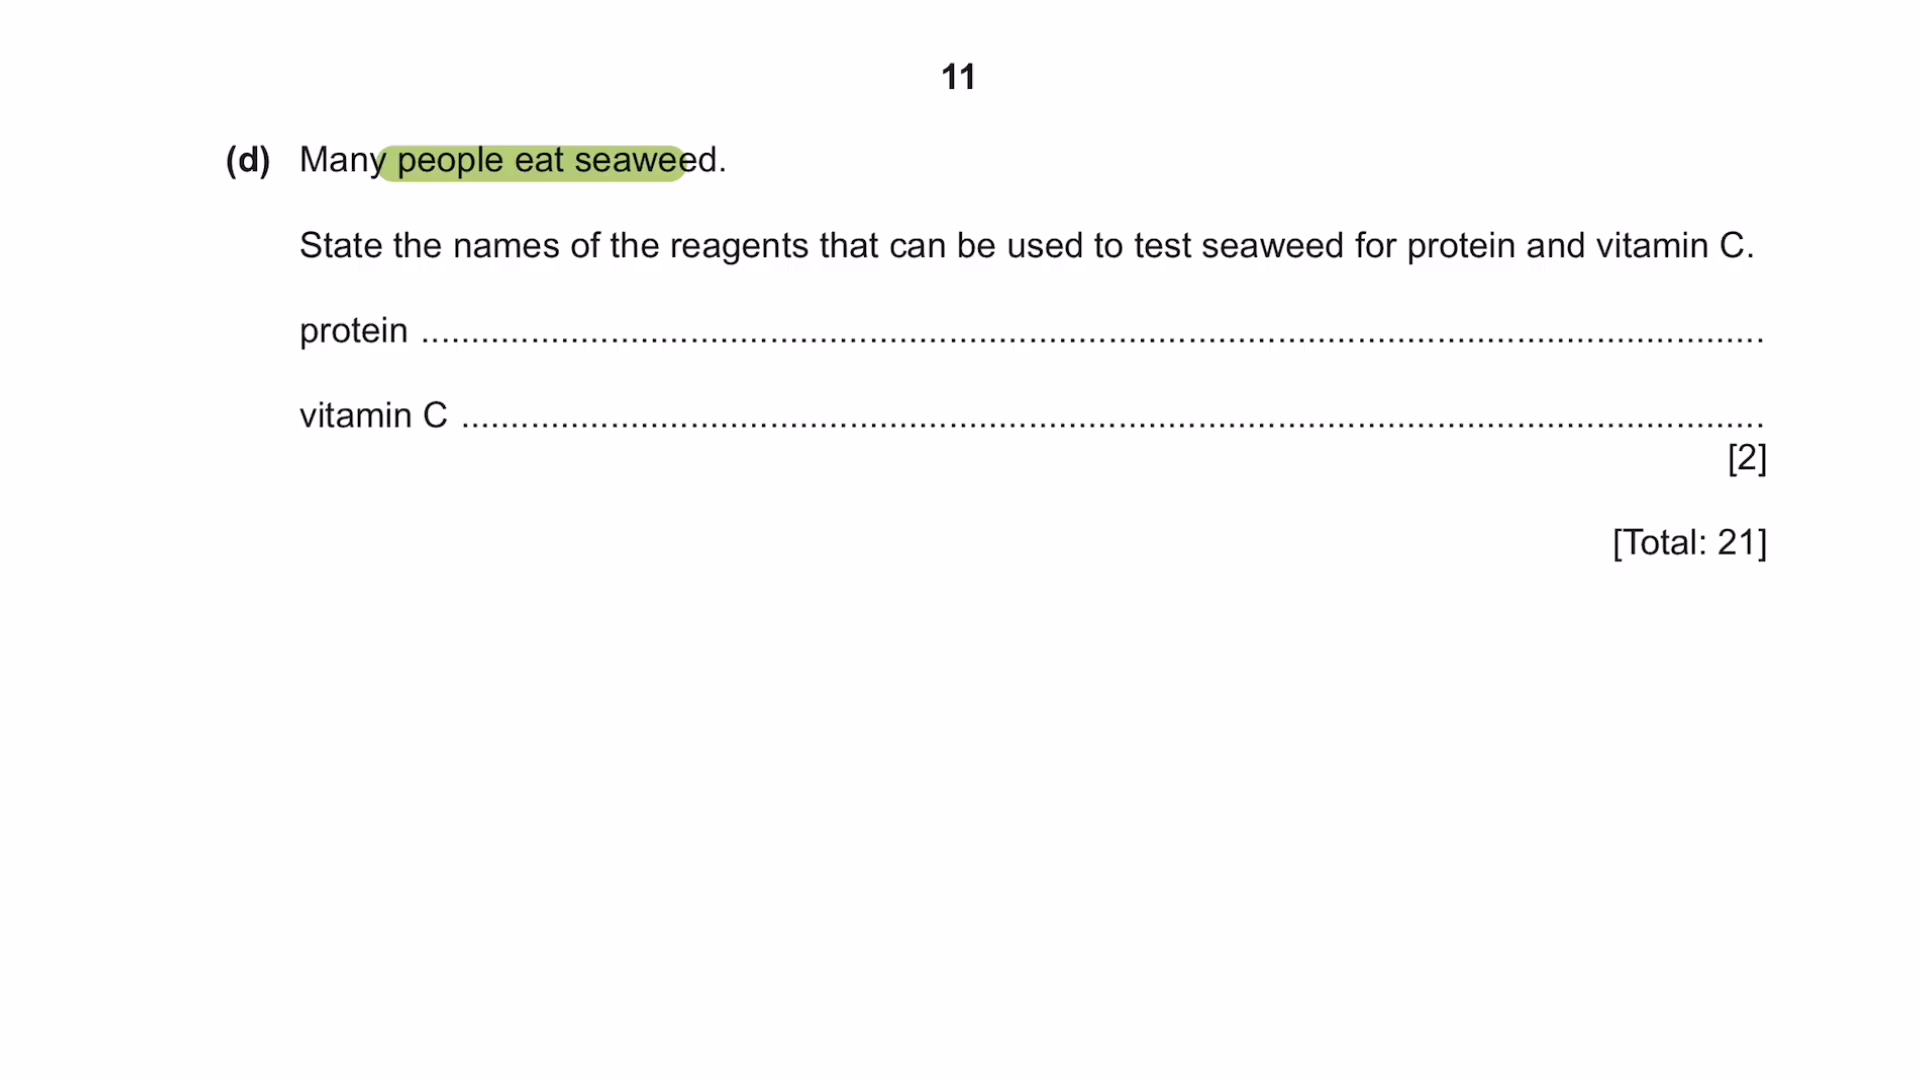 11
(d) Many people eat seaweed.
State the names of the reagents that can be used to test seaweed for protein and vitamin C.
protein ....................................................................................................................................
vitamin C ................................................................................................................................
[2]
[Total: 21]